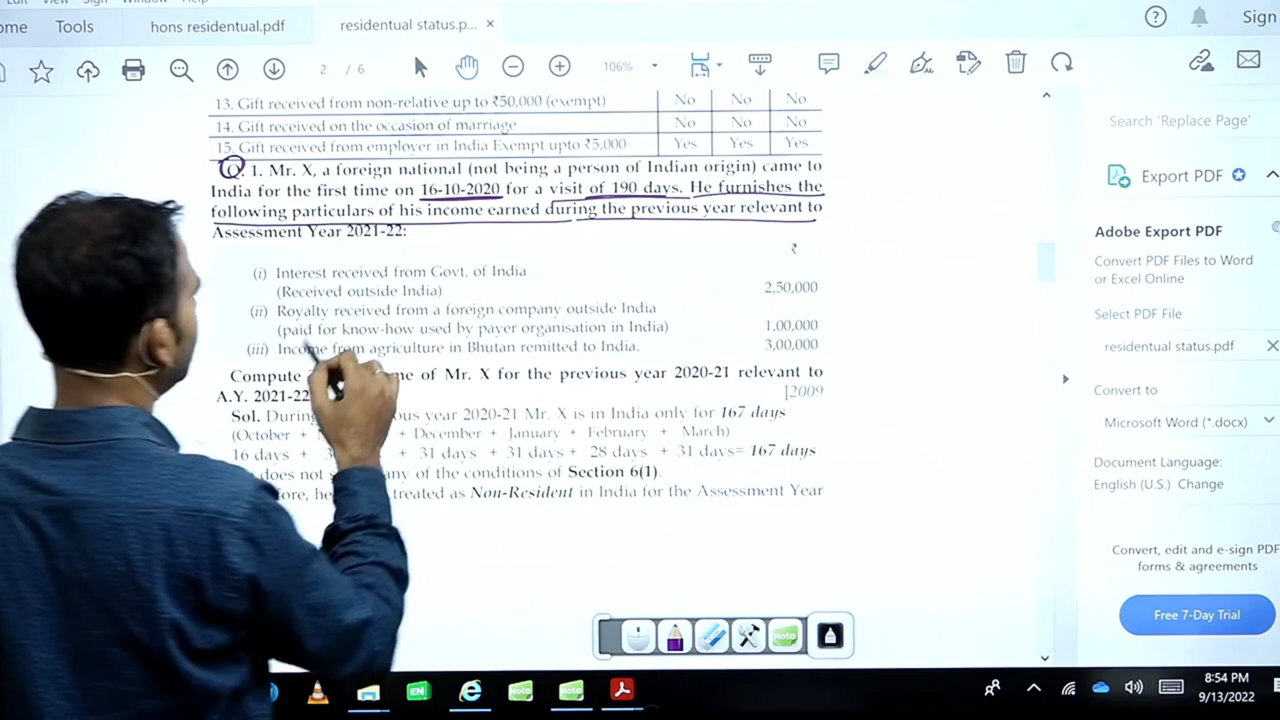 Edit View Sign Window Help
ome Tools hons residentual.pdf residentual status.p... ×
? Sign
2 / 6 106%
13. Gift received from non-relative up to ₹50,000 (exempt) No No No
14. Gift received on the occasion of marriage No No No
15. Gift received from employer in India Exempt upto ₹5,000 Yes Yes Yes
Q. 1. Mr. X, a foreign national (not being a person of Indian origin) came to
India for the first time on 16-10-2020 for a visit of 190 days. He furnishes the
following particulars of his income earned during the previous year relevant to
Assessment Year 2021-22:
₹
(i) Interest received from Govt. of India
(Received outside India) 2,50,000
(ii) Royalty received from a foreign company outside India
(paid for know-how used by payer organisation in India) 1,00,000
(iii) Income from agriculture in Bhutan remitted to India. 3,00,000
Compute me of Mr. X for the previous year 2020-21 relevant to
A.Y. 2021-22 [2009
Sol. During ous year 2020-21 Mr. X is in India only for 167 days
(October + + December + January + February + March)
16 days + 3 + 31 days + 31 days + 28 days + 31 days= 167 days
does not any of the conditions of Section 6(1).
fore, he treated as Non-Resident in India for the Assessment Year
Search 'Replace Page'
Export PDF
Adobe Export PDF
Convert PDF Files to Word
or Excel Online
Select PDF File
residentual status.pdf ×
Convert to
Microsoft Word (*.docx)
Document Language:
English (U.S.) Change
Convert, edit and e-sign PDF
forms & agreements
Free 7-Day Trial
Note
EN Note Note
8:54 PM
9/13/2022